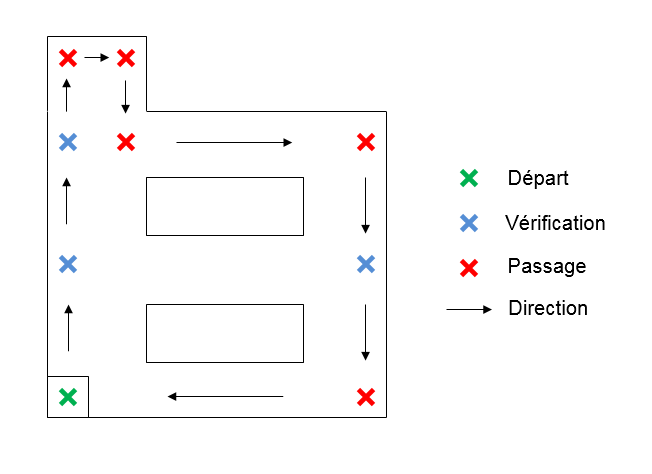 Départ
Vérification
Passage
Direction